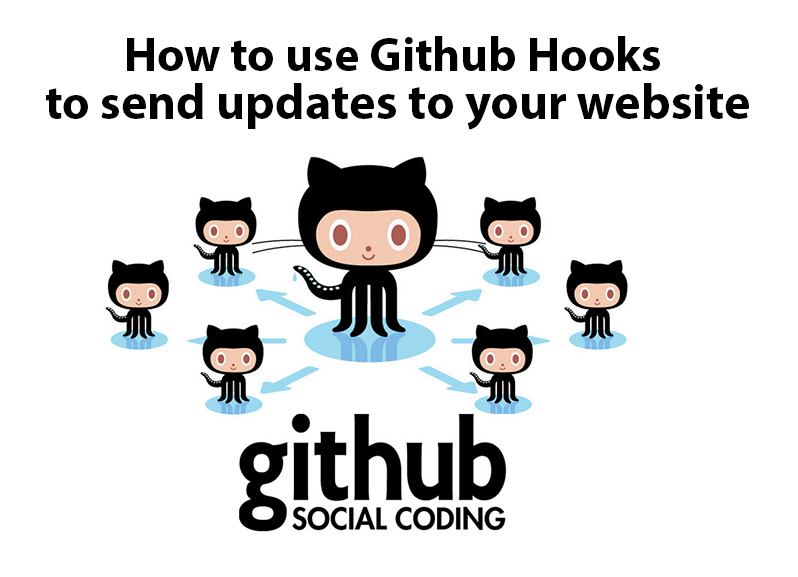 How to use Github Hooks
to send updates to your website
github
SOCIAL CODING